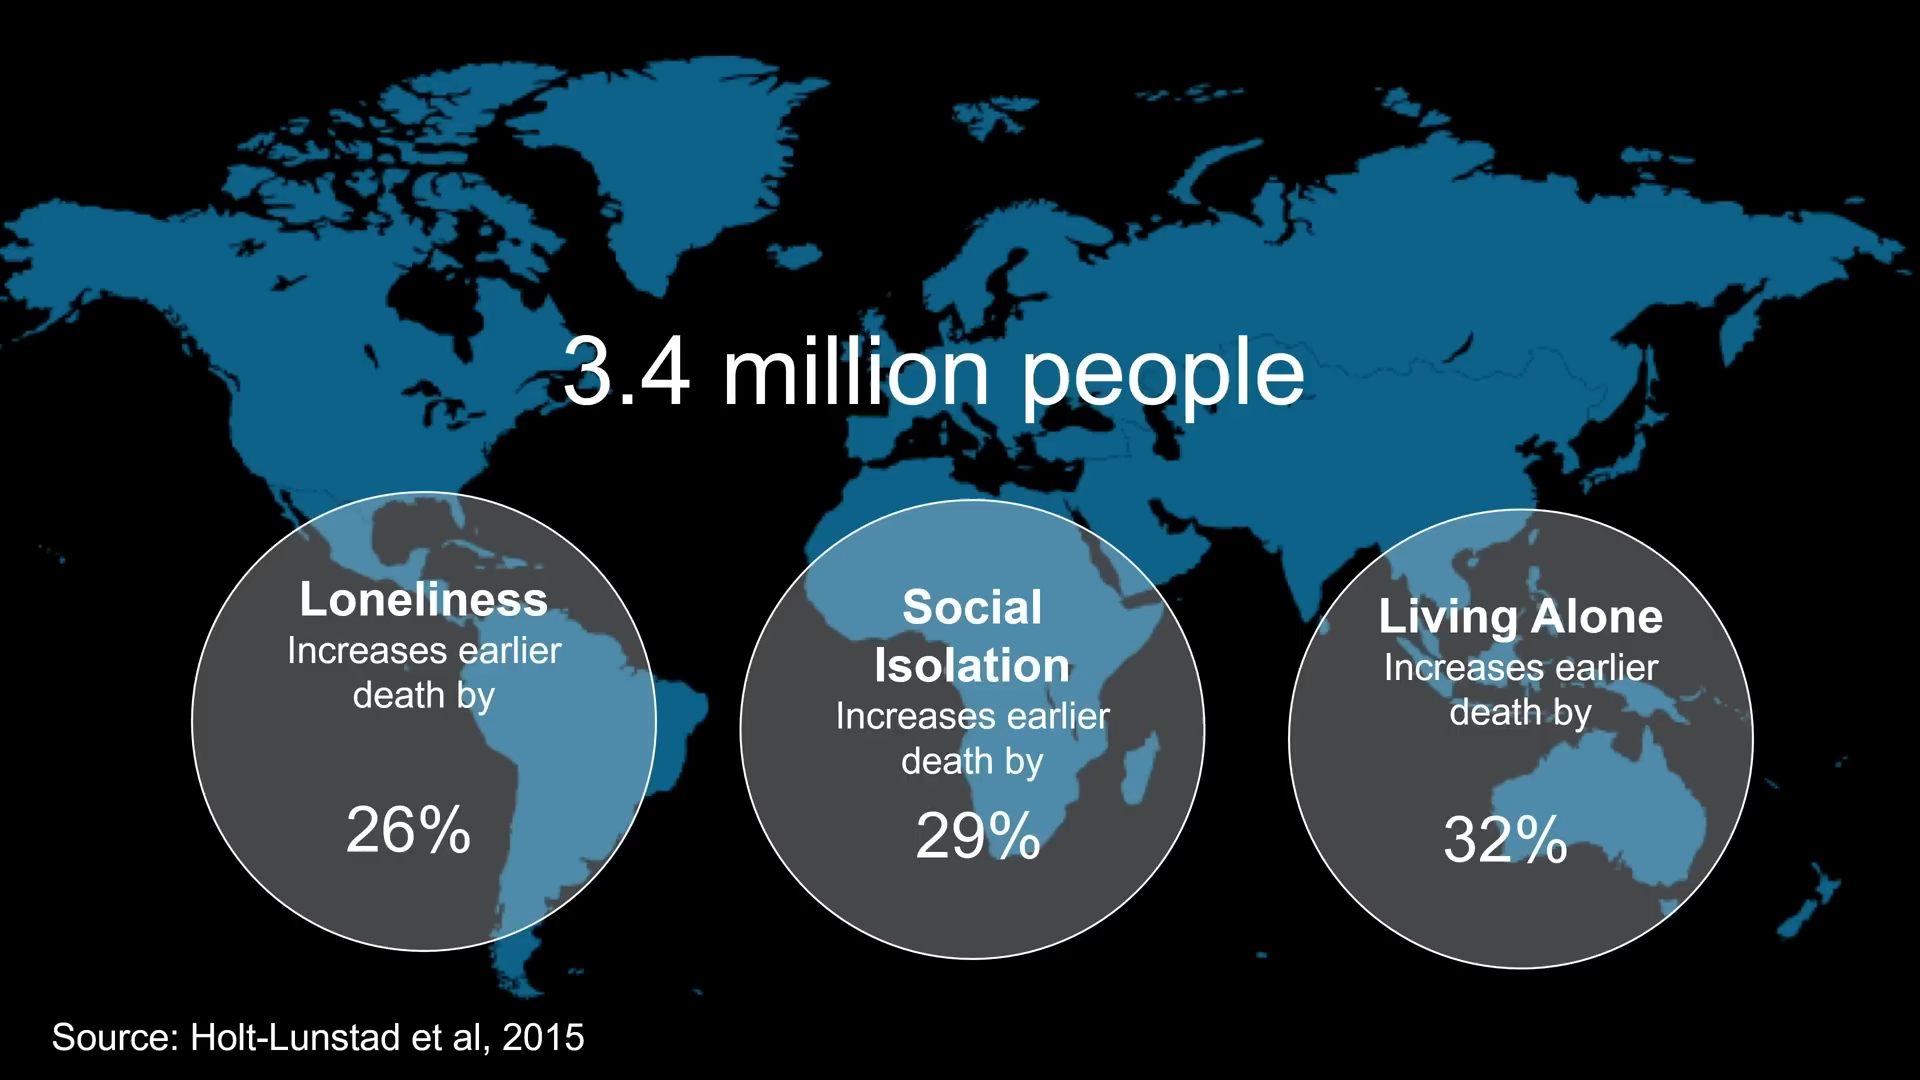 3.4 million people
Loneliness
Increases earlier
death by
26%
Social
Isolation
Increases earlier
death by
29%
Living Alone
Increases earlier
death by
32%
Source: Holt-Lunstad et al, 2015